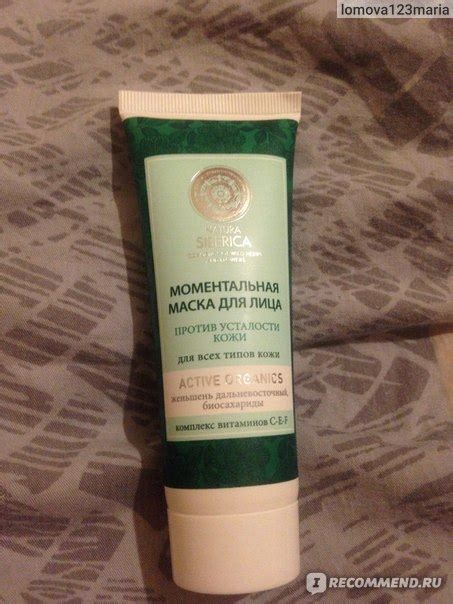 lomova123maria
NATURA
SIBERICA
МОМЕНТАЛЬНАЯ
МАСКА ДЛЯ ЛИЦА
ПРОТИВ УСТАЛОСТИ
КОЖИ
для всех типов кожи
ACTIVE ORGANICS
женьшень дальневосточный,
биосахариды
комплекс витаминов C-E-F
IRECOMMEND.RU